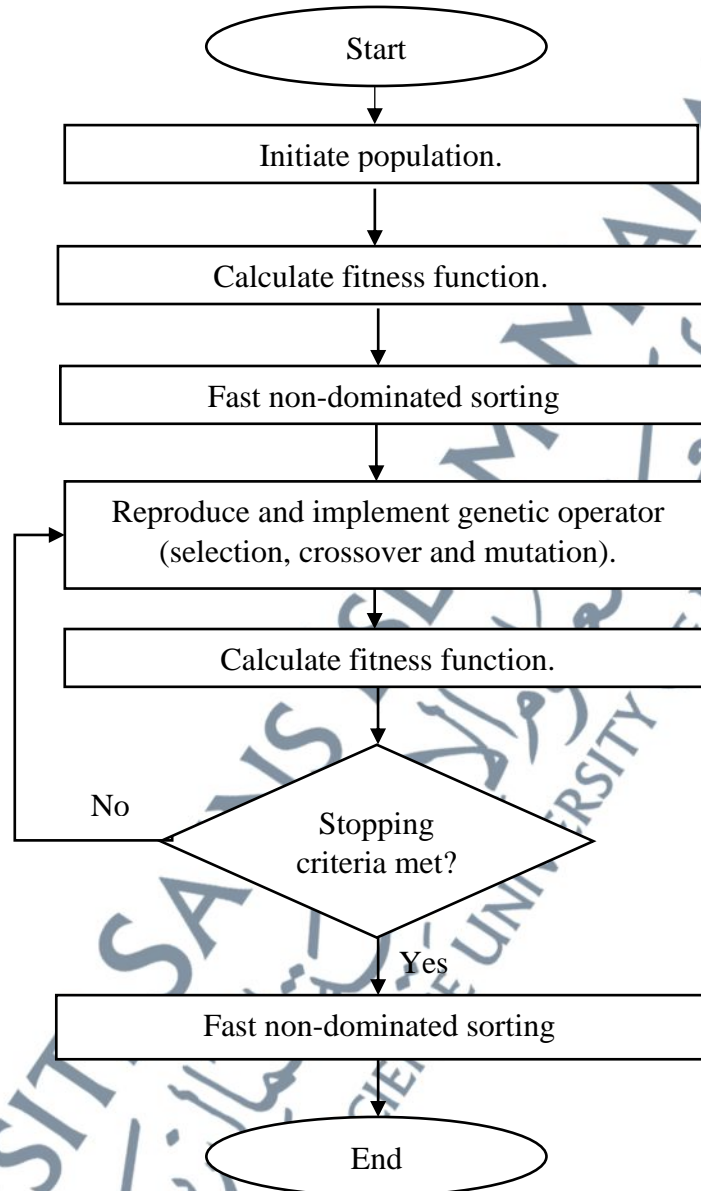 Start
Initiate population.
Calculate fitness function.
Fast non-dominated sorting
Reproduce and implement genetic operator
(selection, crossover and mutation).
Calculate fitness function.
No
Stopping
criteria met?
Yes
Fast non-dominated sorting
End